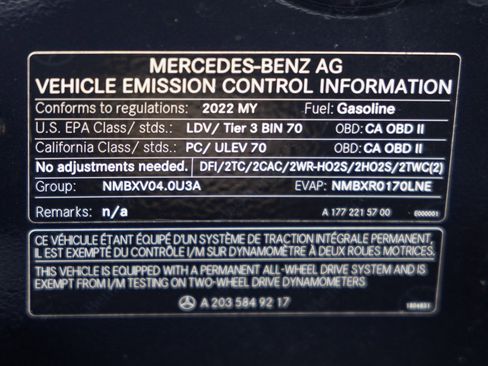 MERCEDES-BENZ AG
VEHICLE EMISSION CONTROL INFORMATION
Conforms to regulations: 2022 MY Fuel: Gasoline
U.S. EPA Class/ stds.: LDV/ Tier 3 BIN 70 OBD: CA OBD II
California Class/ stds.: PC/ ULEV 70 OBD: CA OBD II
No adjustments needed. DFI/2TC/2CAC/2WR-HO2S/2HO2S/2TWC(2)
Group: NMBXV04.0U3A EVAP: NMBXR0170LNE
Remarks: n/a A 177 221 57 00 E000001
CE VÉHICULE ÉTANT ÉQUIPÉ D'UN SYSTÈME DE TRACTION INTÉGRALE PERMANENT,
IL EST EXEMPTÉ DU CONTRÔLE I/M SUR DYNAMOMÈTRE À DEUX ROUES MOTRICES.
THIS VEHICLE IS EQUIPPED WITH A PERMANENT ALL-WHEEL DRIVE SYSTEM AND IS
EXEMPT FROM I/M TESTING ON TWO-WHEEL DRIVE DYNAMOMETERS
A 203 584 92 17